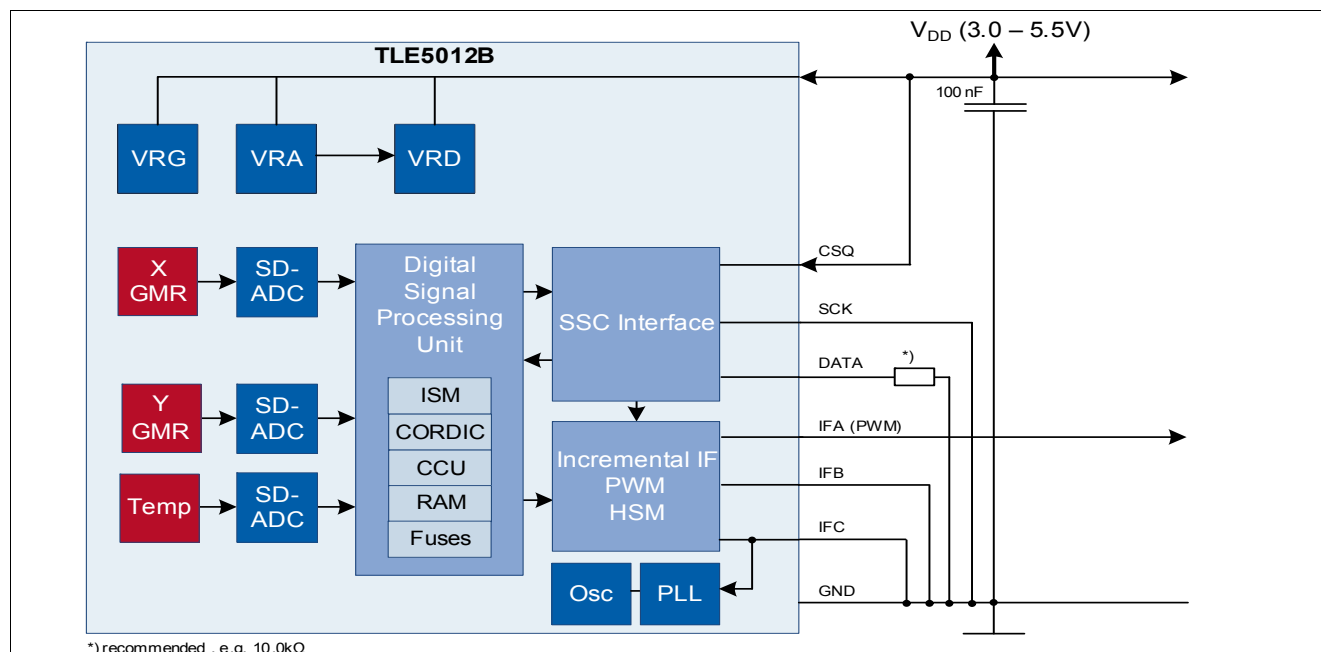 V_DD (3.0 – 5.5V)
TLE5012B
100 nF
VRG
VRA
VRD
CSQ
X
GMR
SD-
ADC
Digital
Signal
Processing
Unit
SSC Interface
SCK
DATA
*)
Y
GMR
SD-
ADC
ISM
CORDIC
CCU
RAM
Fuses
Incremental IF
PWM
HSM
IFA (PWM)
IFB
IFC
Temp
SD-
ADC
Osc
PLL
GND
*) recommended , e.g. 10.0kΩ